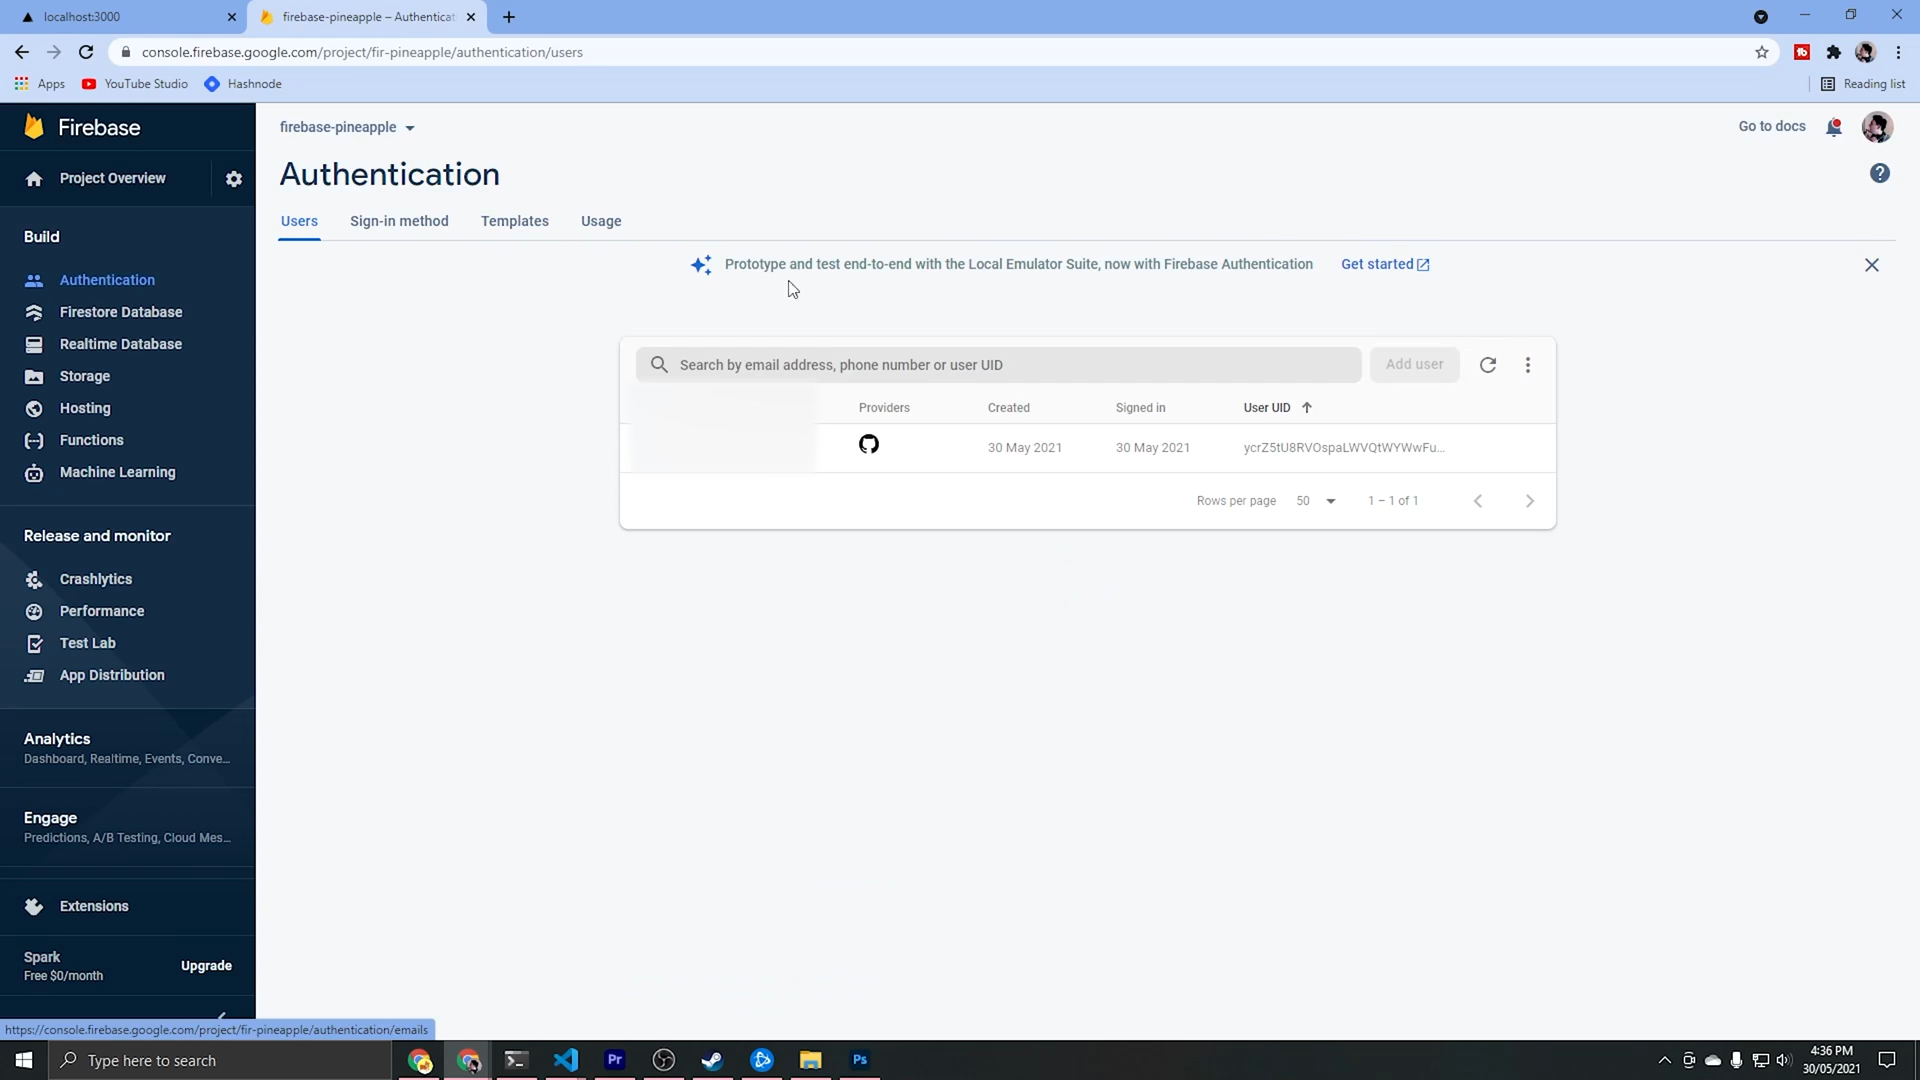 localhost:3000
firebase-pineapple – Authenticat
console.firebase.google.com/project/fir-pineapple/authentication/users
Apps
YouTube Studio
Hashnode
Reading list
Firebase
firebase-pineapple
Go to docs
Project Overview
Authentication
Users
Sign-in method
Templates
Usage
Build
Prototype and test end-to-end with the Local Emulator Suite, now with Firebase Authentication
Get started
Authentication
Firestore Database
Realtime Database
Storage
Hosting
Functions
Machine Learning
Search by email address, phone number or user UID
Add user
Providers
Created
Signed in
User UID
30 May 2021
30 May 2021
ycrZ5tU8RVOspaLWVQtWYWwFu...
Rows per page
50
1 – 1 of 1
Release and monitor
Crashlytics
Performance
Test Lab
App Distribution
Analytics
Dashboard, Realtime, Events, Conve...
Engage
Predictions, A/B Testing, Cloud Mes...
Extensions
Spark
Free $0/month
Upgrade
https://console.firebase.google.com/project/fir-pineapple/authentication/emails
Type here to search
Pr
Ps
4:36 PM
30/05/2021